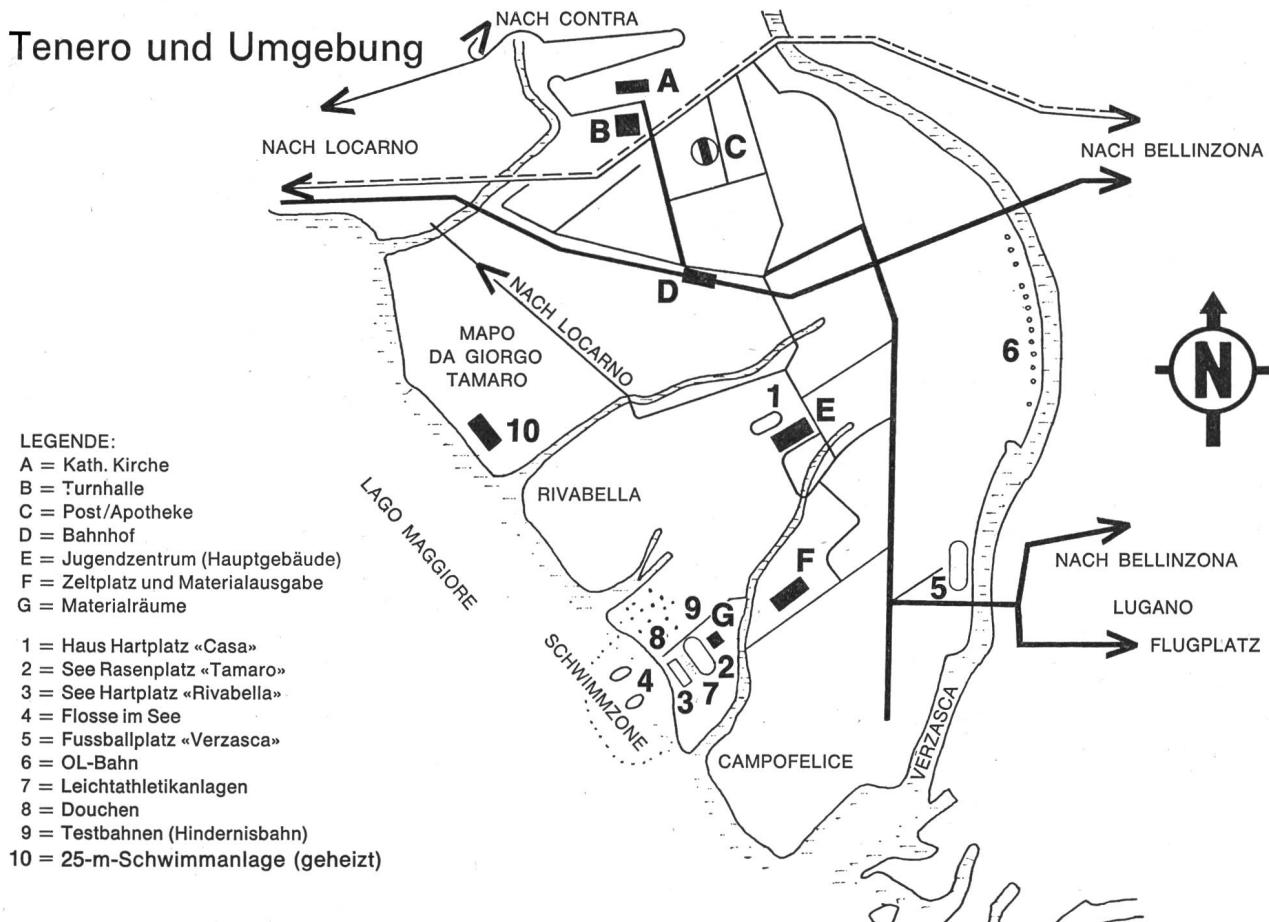 Tenero und Umgebung
NACH CONTRA
A
B
C
NACH LOCARNO
NACH BELLINZONA
D
NACH LOCARNO
MAPO
DA GIORGO
TAMARO
6
N
1
E
10
LEGENDE:
A = Kath. Kirche
B = Turnhalle
C = Post/Apotheke
D = Bahnhof
E = Jugendzentrum (Hauptgebäude)
F = Zeltplatz und Materialausgabe
G = Materialräume
1 = Haus Hartplatz «Casa»
2 = See Rasenplatz «Tamaro»
3 = See Hartplatz «Rivabella»
4 = Flosse im See
5 = Fussballplatz «Verzasca»
6 = OL-Bahn
7 = Leichtathletikanlagen
8 = Douchen
9 = Testbahnen (Hindernisbahn)
10 = 25-m-Schwimmanlage (geheizt)
LAGO MAGGIORE
RIVABELLA
F
5
NACH BELLINZONA
LUGANO
FLUGPLATZ
9
G
8
2
4
3
7
SCHWIMMZONE
CAMPOFELICE
VERZASCA